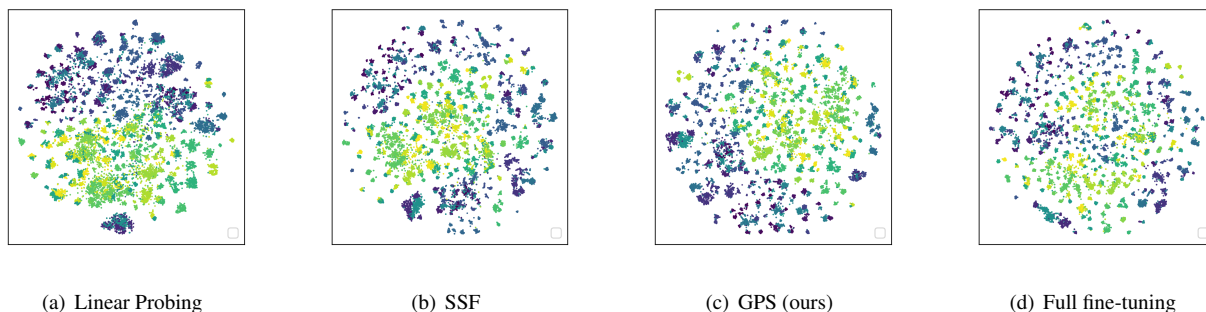 (a) Linear Probing
(b) SSF
(c) GPS (ours)
(d) Full fine-tuning